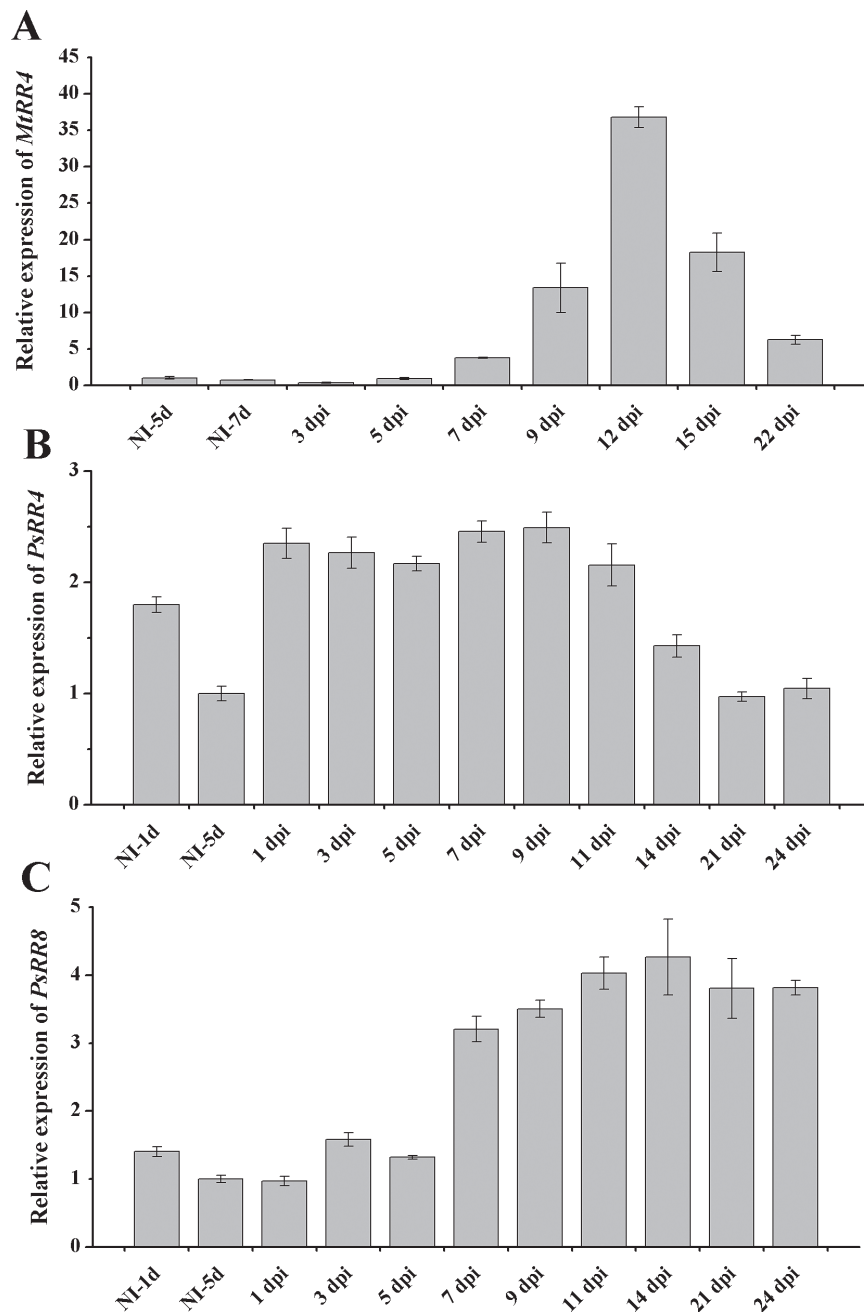 A
Relative expression of MtRR4
45
40
35
30
25
20
15
10
5
0
NI-5d
NI-7d
3 dpi
5 dpi
7 dpi
9 dpi
12 dpi
15 dpi
22 dpi
B
Relative expression of PsRR4
3
2
1
0
NI-1d
NI-5d
1 dpi
3 dpi
5 dpi
7 dpi
9 dpi
11 dpi
14 dpi
21 dpi
24 dpi
C
Relative expression of PsRR8
5
4
3
2
1
0
NI-1d
NI-5d
1 dpi
3 dpi
5 dpi
7 dpi
9 dpi
11 dpi
14 dpi
21 dpi
24 dpi